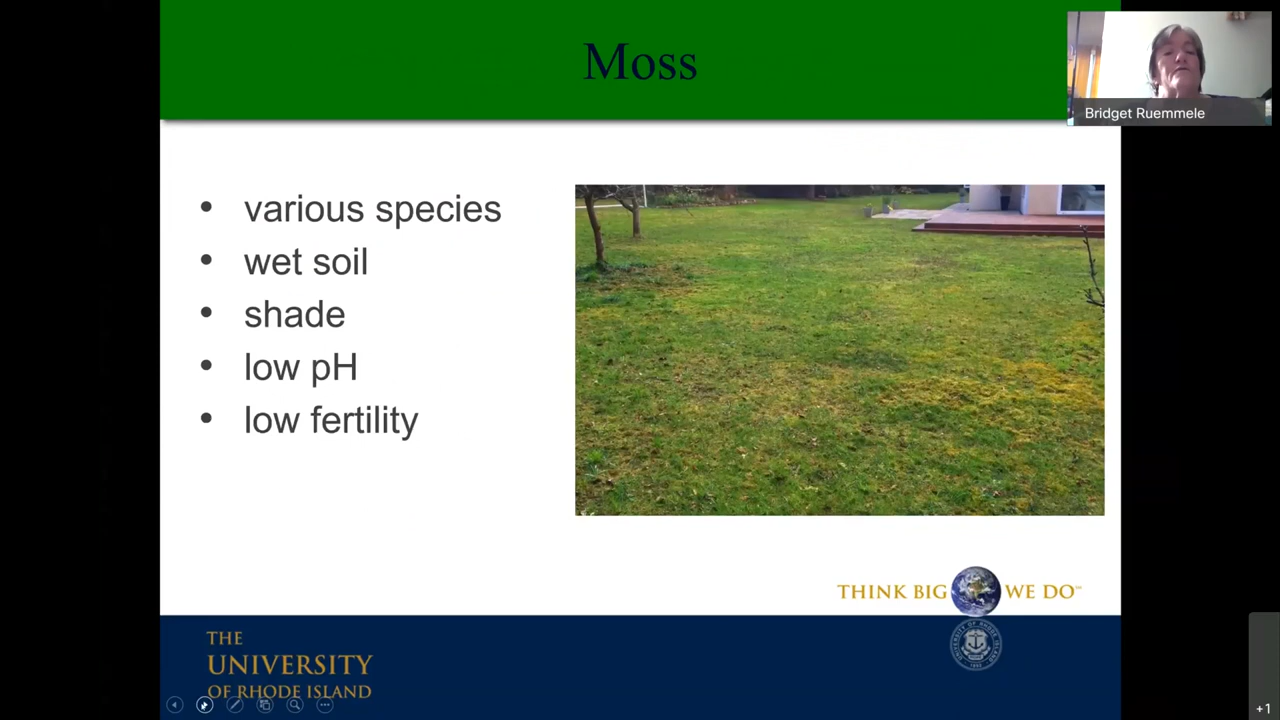 Moss
Bridget Ruemmele
• various species
• wet soil
• shade
• low pH
• low fertility
THINK BIG WE DO™
THE
UNIVERSITY
OF RHODE ISLAND
+1